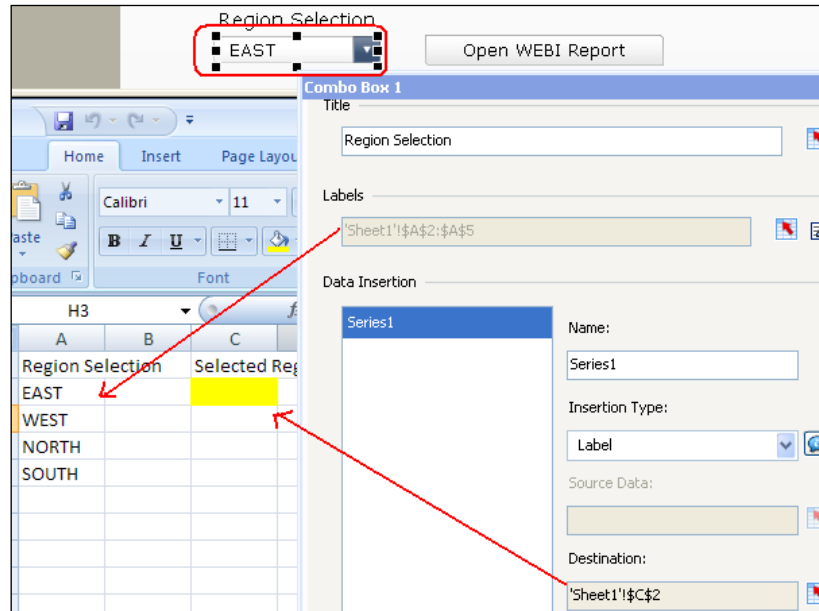 Region Selection
EAST
Open WEBI Report
Combo Box 1
Title
Region Selection
Home Insert Page Layou
Calibri 11
Labels
'Sheet1'!$A$2:$A$5
aste
B I U
pboard Font
Data Insertion
H3
Series1
Name:
A B C
Region Selection Selected Reg
Series1
EAST
WEST
Insertion Type:
NORTH
Label
SOUTH
Source Data:
Destination:
'Sheet1'!$C$2